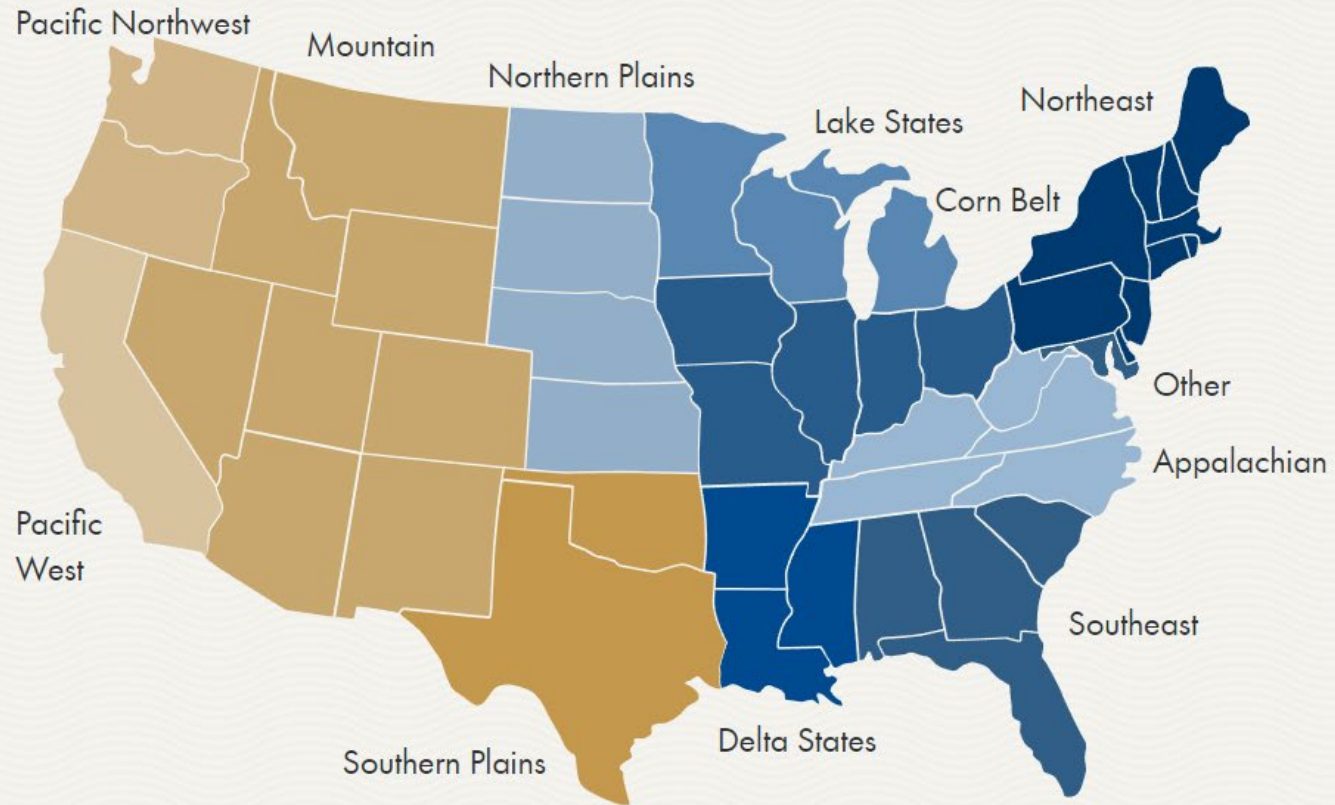 Pacific Northwest
Mountain
Northern Plains
Lake States
Northeast
Corn Belt
Other
Appalachian
Pacific
West
Southeast
Delta States
Southern Plains